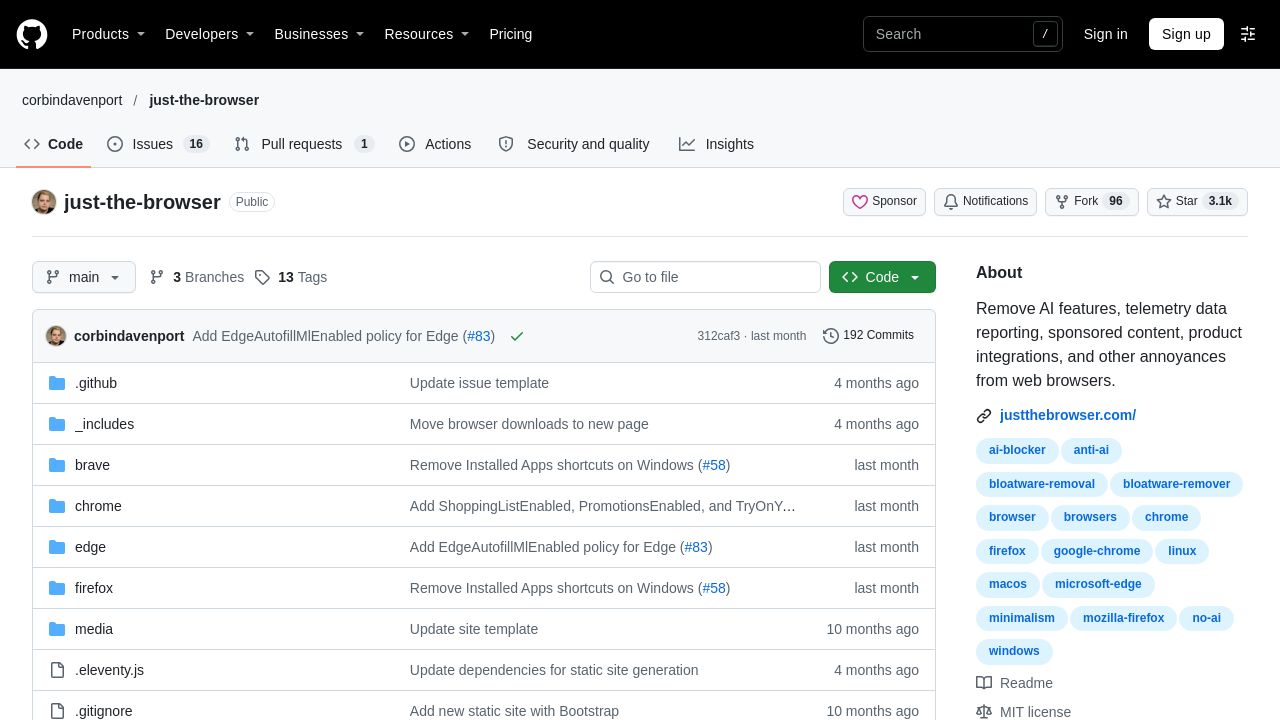 Products Developers Businesses Resources Pricing Search / Sign in Sign up
corbindavenport / just-the-browser
Code Issues 16 Pull requests 1 Actions Security and quality Insights
just-the-browser Public Sponsor Notifications Fork 96 Star 3.1k
main 3 Branches 13 Tags Go to file Code
corbindavenport Add EdgeAutofillMlEnabled policy for Edge (#83) 312caf3 · last month 192 Commits
.github Update issue template 4 months ago
_includes Move browser downloads to new page 4 months ago
brave Remove Installed Apps shortcuts on Windows (#58) last month
chrome Add ShoppingListEnabled, PromotionsEnabled, and TryOnY… last month
edge Add EdgeAutofillMlEnabled policy for Edge (#83) last month
firefox Remove Installed Apps shortcuts on Windows (#58) last month
media Update site template 10 months ago
.eleventy.js Update dependencies for static site generation 4 months ago
.gitignore Add new static site with Bootstrap 10 months ago
About
Remove AI features, telemetry data
reporting, sponsored content, product
integrations, and other annoyances
from web browsers.
justthebrowser.com/
ai-blocker anti-ai
bloatware-removal bloatware-remover
browser browsers chrome
firefox google-chrome linux
macos microsoft-edge
minimalism mozilla-firefox no-ai
windows
Readme
MIT license